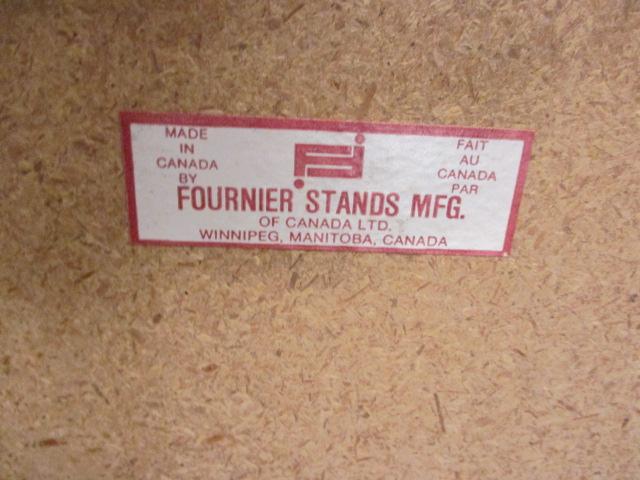 MADE
IN
CANADA
BY
FAIT
AU
CANADA
PAR
FOURNIER STANDS MFG.
OF CANADA LTD.
WINNIPEG, MANITOBA, CANADA